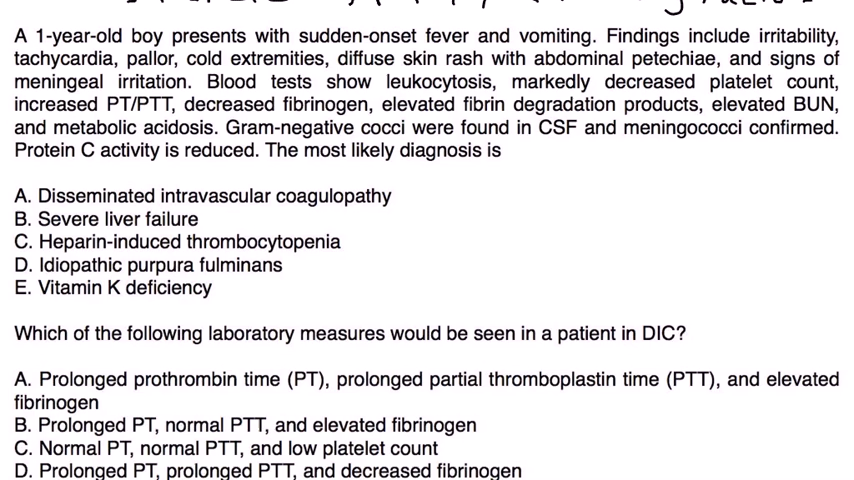 A 1-year-old boy presents with sudden-onset fever and vomiting. Findings include irritability,
tachycardia, pallor, cold extremities, diffuse skin rash with abdominal petechiae, and signs of
meningeal irritation. Blood tests show leukocytosis, markedly decreased platelet count,
increased PT/PTT, decreased fibrinogen, elevated fibrin degradation products, elevated BUN,
and metabolic acidosis. Gram-negative cocci were found in CSF and meningococci confirmed.
Protein C activity is reduced. The most likely diagnosis is
A. Disseminated intravascular coagulopathy
B. Severe liver failure
C. Heparin-induced thrombocytopenia
D. Idiopathic purpura fulminans
E. Vitamin K deficiency
Which of the following laboratory measures would be seen in a patient in DIC?
A. Prolonged prothrombin time (PT), prolonged partial thromboplastin time (PTT), and elevated
fibrinogen
B. Prolonged PT, normal PTT, and elevated fibrinogen
C. Normal PT, normal PTT, and low platelet count
D. Prolonged PT, prolonged PTT, and decreased fibrinogen